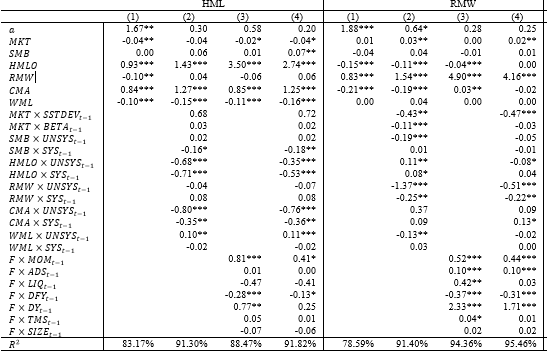 HML RMW
(1) (2) (3) (4) (1) (2) (3) (4)
a 1.67** 0.30 0.58 0.20 1.88*** 0.64* 0.28 0.25
MKT -0.04** -0.04 -0.02* -0.04* 0.01 0.03** 0.00 0.02**
SMB 0.00 0.06 0.01 0.07** -0.04 0.04 -0.01 0.01
HMLO 0.93*** 1.43*** 3.50*** 2.74*** -0.15*** -0.11*** -0.04*** 0.00
RMW -0.10** 0.04 -0.06 0.06 0.83*** 1.54*** 4.90*** 4.16***
CMA 0.84*** 1.27*** 0.85*** 1.25*** -0.21*** -0.19*** 0.03** -0.02
WML -0.10*** -0.15*** -0.11*** -0.16*** 0.00 0.04 0.00 0.00
MKT × SSTDEVt−1 0.68 0.72 -0.43** -0.47***
MKT × BETAt−1 0.03 0.02 -0.11*** -0.03
SMB × UNSYSt−1 0.02 0.02 -0.19*** -0.05
SMB × SYSt−1 -0.16* -0.18** 0.01 -0.01
HMLO × UNSYSt−1 -0.68*** -0.35*** 0.11** -0.08*
HMLO × SYSt−1 -0.71*** -0.53*** 0.08* 0.04
RMW × UNSYSt−1 -0.04 -0.07 -1.37*** -0.51***
RMW × SYSt−1 0.08 0.08 -0.25** -0.22**
CMA × UNSYSt−1 -0.80*** -0.76*** 0.37 0.00
CMA × SYSt−1 -0.35** -0.36** 0.09 0.13*
WML × UNSYSt−1 0.10** 0.11*** -0.13** -0.02
WML × SYSt−1 -0.02 -0.02 0.03 0.00
F × MOMt−1 0.81*** 0.41* 0.52*** 0.44***
F × ADSt−1 0.01 0.00 0.10*** 0.10***
F × LIQt−1 -0.47 -0.41 0.42** 0.03
F × DFYt−1 -0.28*** -0.13* -0.37*** -0.31***
F × DYt−1 0.77** 0.25 2.33*** 1.71***
F × TMSt−1 0.05 0.01 0.04* 0.01
F × SIZEt−1 -0.07 -0.06 0.02 0.02
R² 83.17% 91.30% 88.47% 91.82% 78.59% 91.40% 94.36% 95.46%